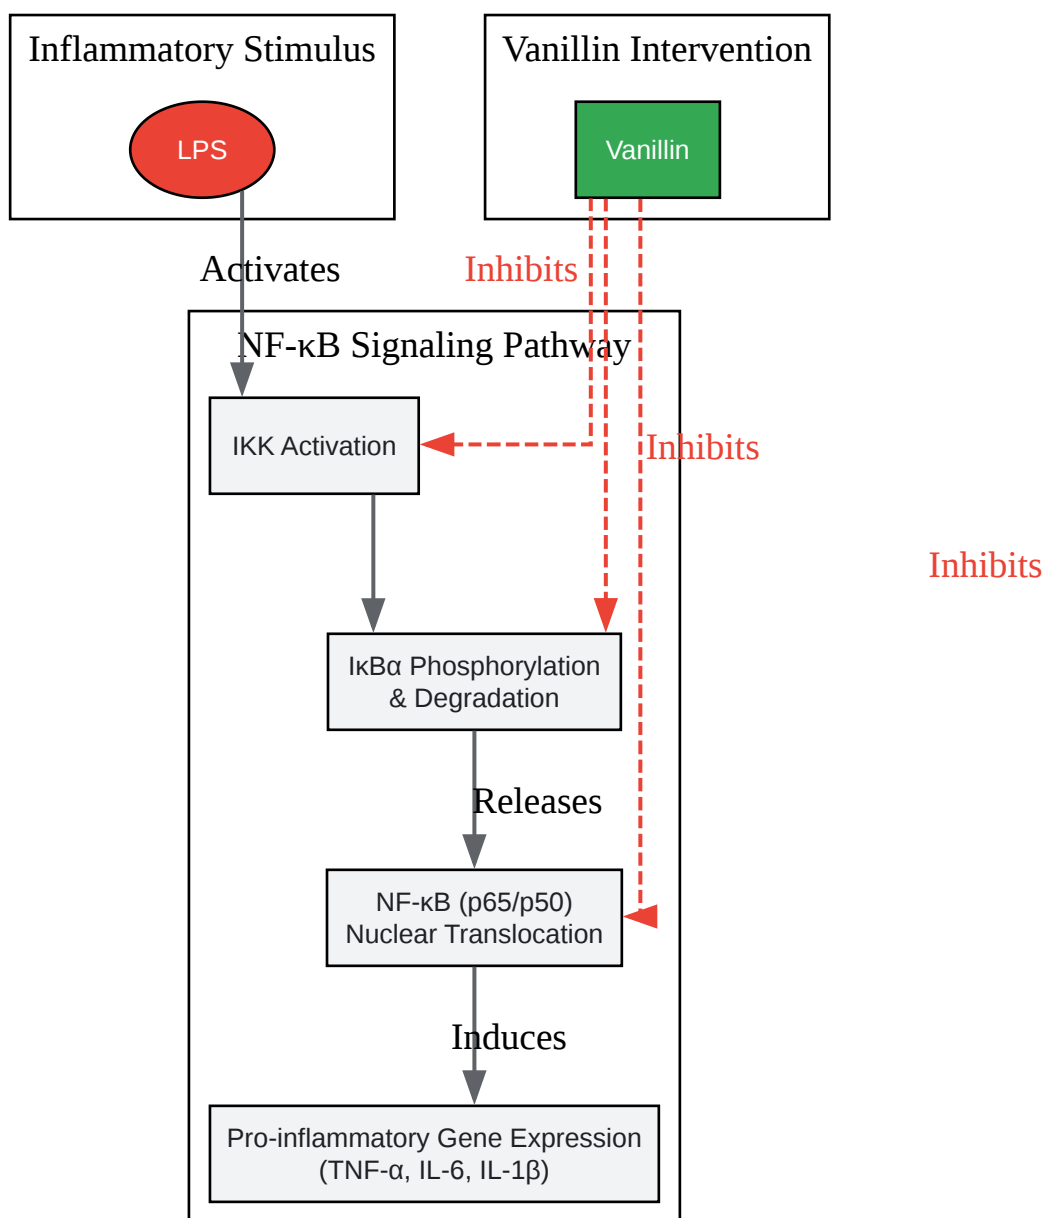 Inflammatory Stimulus
Vanillin Intervention
LPS
Vanillin
Activates
Inhibits
NF-κB Signaling Pathway
IKK Activation
Inhibits
Inhibits
IκBα Phosphorylation
& Degradation
Releases
NF-κB (p65/p50)
Nuclear Translocation
Induces
Pro-inflammatory Gene Expression
(TNF-α, IL-6, IL-1β)